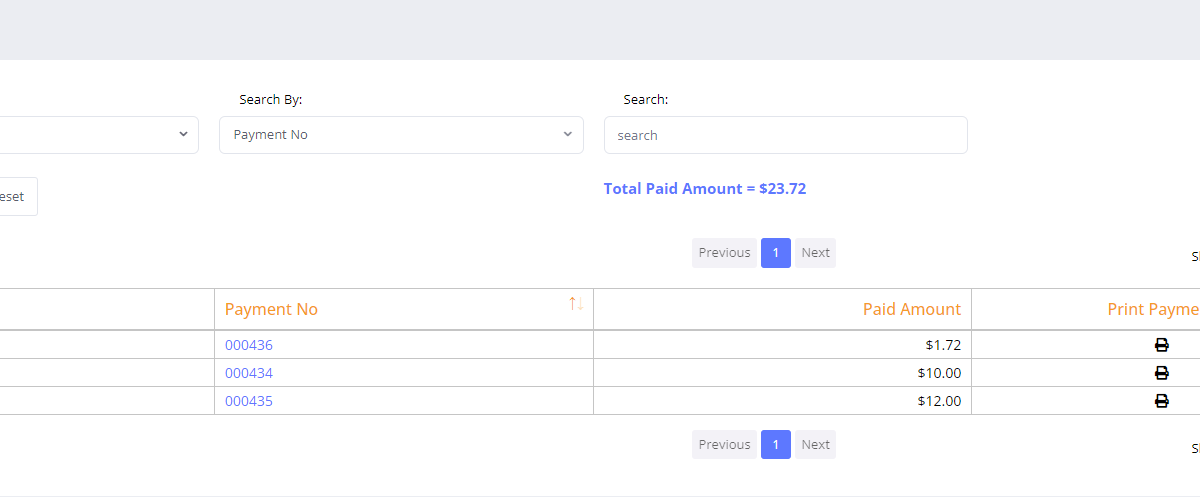 Search By: Search:
Payment No search
eset Total Paid Amount = $23.72
Previous 1 Next
Payment No Paid Amount Print Payme
000436 $1.72
000434 $10.00
000435 $12.00
Previous 1 Next